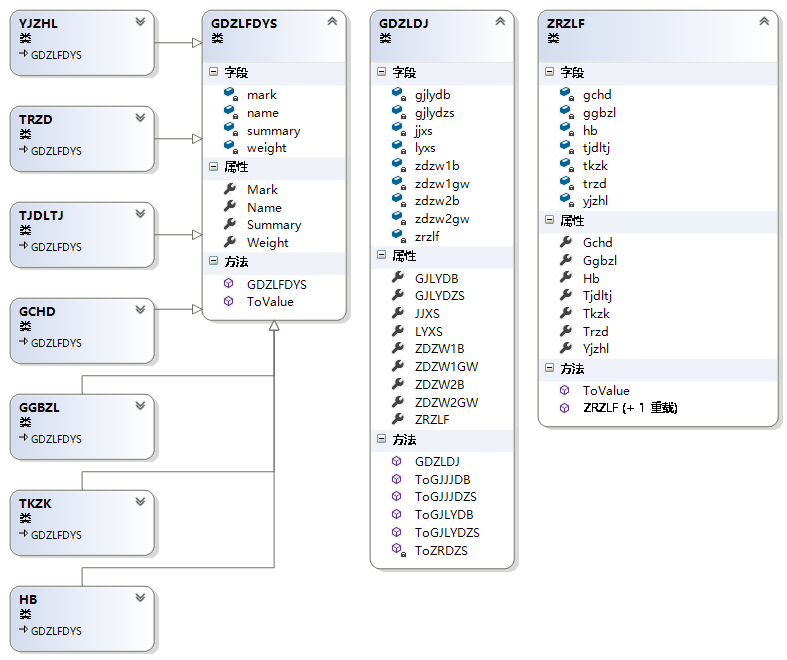 YJZHL
类
GDZLFDYS
TRZD
类
GDZLFDYS
TJDLTJ
类
GDZLFDYS
GCHD
类
GDZLFDYS
GGBZL
类
GDZLFDYS
TKZK
类
GDZLFDYS
HB
类
GDZLFDYS
GDZLFDYS
类
字段
mark
name
summary
weight
属性
Mark
Name
Summary
Weight
方法
GDZLFDYS
ToValue
GDZLDJ
类
字段
gjlydb
gjlydzs
jjxs
lyxs
zdzw1b
zdzw1gw
zdzw2b
zdzw2gw
zrzlf
属性
GJLYDB
GJLYDZS
JJXS
LYXS
ZDZW1B
ZDZW1GW
ZDZW2B
ZDZW2GW
ZRZLF
方法
GDZLDJ
ToGJJJDB
ToGJJJDZS
ToGJLYDB
ToGJLYDZS
ToZRDZS
ZRZLF
类
字段
gchd
ggbzl
hb
tjdltj
tkzk
trzd
yjzhl
属性
Gchd
Ggbzl
Hb
Tjdltj
Tkzk
Trzd
Yjzhl
方法
ToValue
ZRZLF (+ 1 重载)